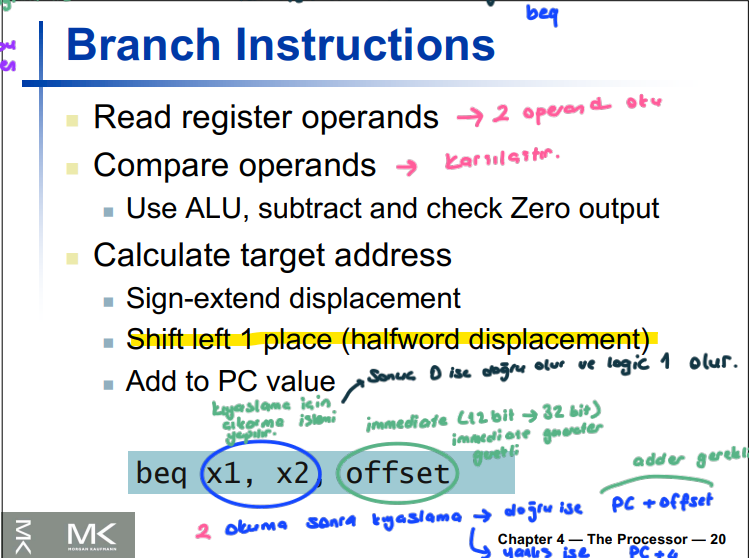 beq
Branch Instructions
Read register operands → 2 operand oku
Compare operands → Karşılaştır.
Use ALU, subtract and check Zero output
Calculate target address
Sign-extend displacement
Shift left 1 place (halfword displacement)
Add to PC value
Sonuc 0 ise doğru olur ve logic 1 olur.
kıyaslama için
çıkarma işlemi
yapılır.
immediate (12 bit → 32 bit)
immediate generator
gerekli
adder gerekli
beq x1, x2, offset
2 okuma sonra kıyaslama → doğru ise PC + offset
yanlış ise PC+4
Chapter 4 — The Processor — 20
MK
MK
MORGAN KAUFMANN